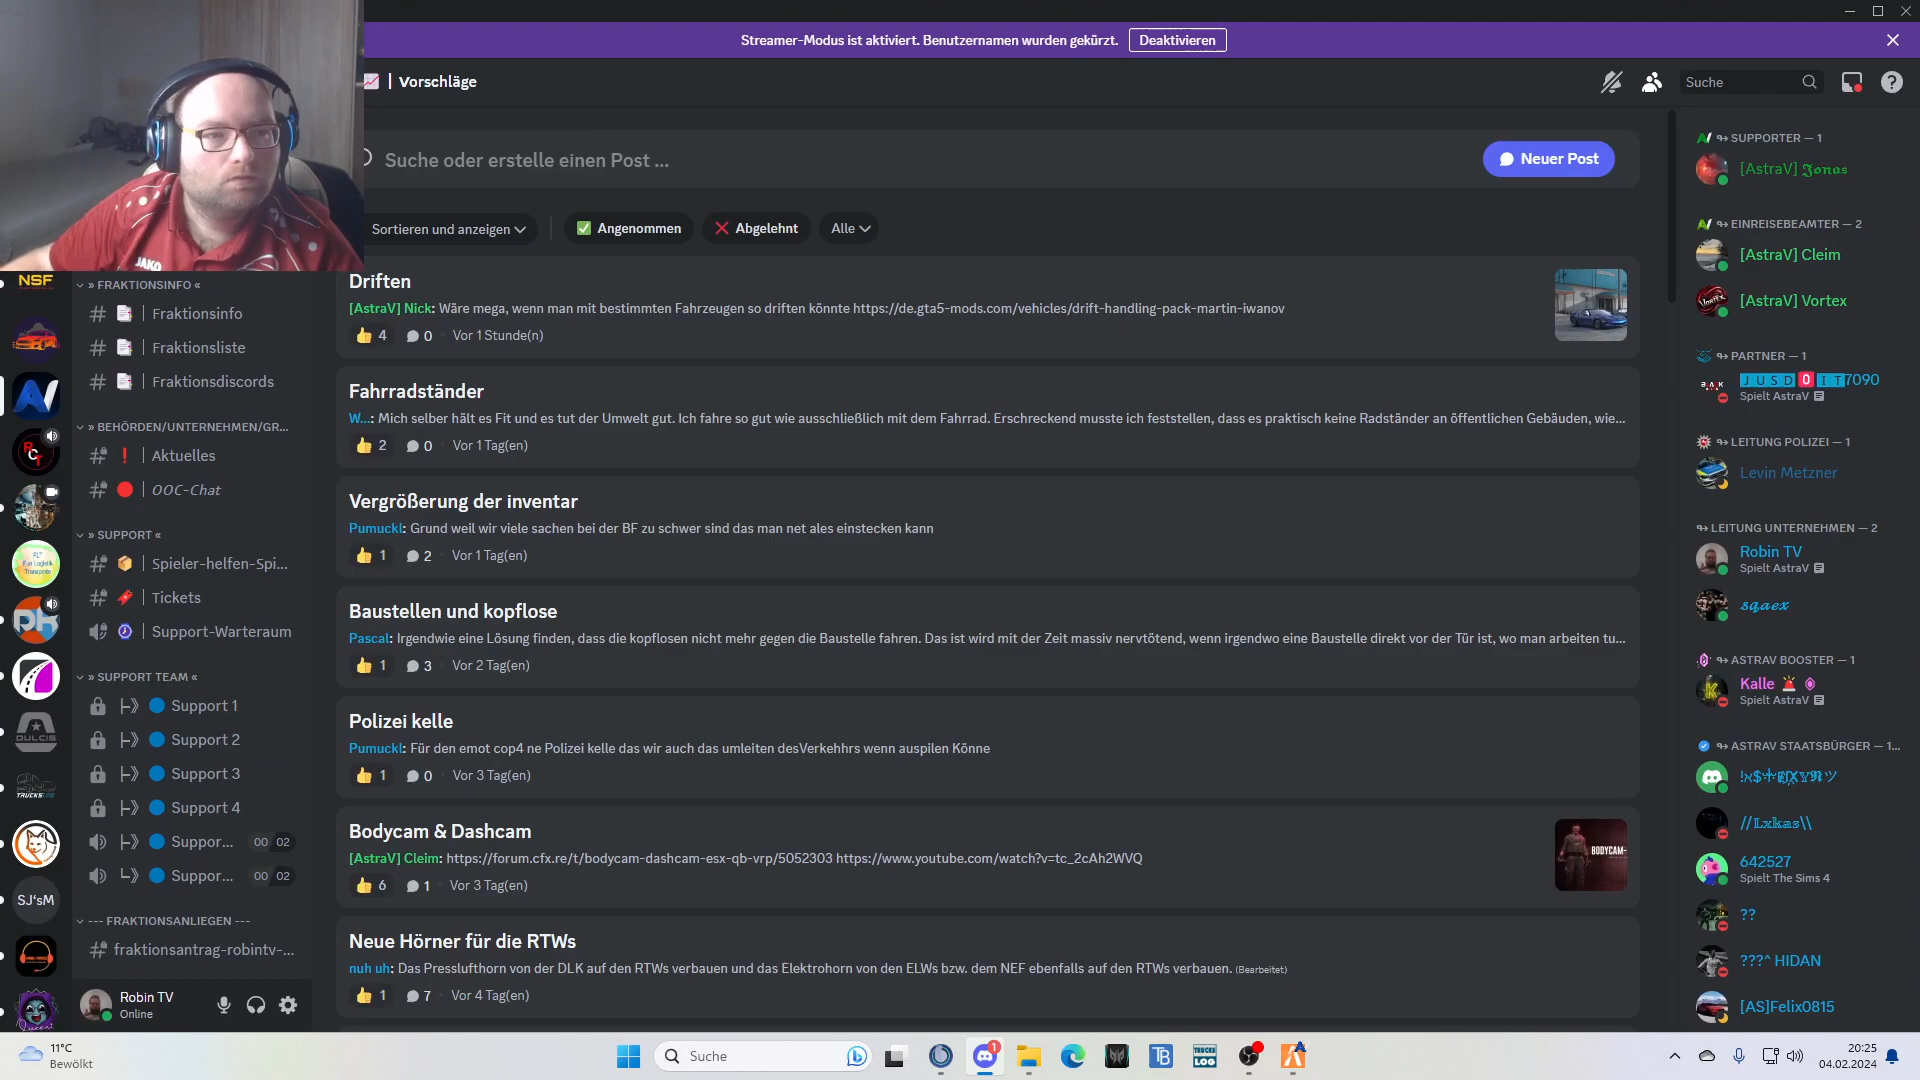 Streamer-Modus ist aktiviert. Benutzernamen wurden gekürzt.
Deaktivieren
| Vorschläge
Suche
Suche oder erstelle einen Post ...
Neuer Post
Sortieren und anzeigen
Angenommen
Abgelehnt
Alle
JAKO
NSF
SJ'sM
» FRAKTIONSINFO «
Fraktionsinfo
Fraktionsliste
Fraktionsdiscords
» BEHÖRDEN/UNTERNEHMEN/GR...
Aktuelles
OOC-Chat
» SUPPORT «
Spieler-helfen-Spi...
Tickets
Support-Warteraum
» SUPPORT TEAM «
Support 1
Support 2
Support 3
Support 4
Suppor... 00 02
Suppor... 00 02
--- FRAKTIONSANLIEGEN ---
fraktionsantrag-robintv-...
Robin TV
Online
Driften
[AstraV] Nick: Wäre mega, wenn man mit bestimmten Fahrzeugen so driften könnte https://de.gta5-mods.com/vehicles/drift-handling-pack-martin-iwanov
4 0 · Vor 1 Stunde(n)
Fahrradständer
W...: Mich selber hält es Fit und es tut der Umwelt gut. Ich fahre so gut wie ausschließlich mit dem Fahrrad. Erschreckend musste ich feststellen, dass es praktisch keine Radständer an öffentlichen Gebäuden, wie...
2 0 · Vor 1 Tag(en)
Vergrößerung der inventar
Pumuckl: Grund weil wir viele sachen bei der BF zu schwer sind das man net ales einstecken kann
1 2 · Vor 1 Tag(en)
Baustellen und kopflose
Pascal: Irgendwie eine Lösung finden, dass die kopflosen nicht mehr gegen die Baustelle fahren. Das ist wird mit der Zeit massiv nervtötend, wenn irgendwo eine Baustelle direkt vor der Tür ist, wo man arbeiten tu...
1 3 · Vor 2 Tag(en)
Polizei kelle
Pumuckl: Für den emot cop4 ne Polizei kelle das wir auch das umleiten desVerkehhrs wenn auspilen Könne
1 0 · Vor 3 Tag(en)
Bodycam & Dashcam
[AstraV] Cleim: https://forum.cfx.re/t/bodycam-dashcam-esx-qb-vrp/5052303 https://www.youtube.com/watch?v=tc_2cAh2WVQ
6 1 · Vor 3 Tag(en)
BODYCAM-
Neue Hörner für die RTWs
nuh uh: Das Presslufthorn von der DLK auf den RTWs verbauen und das Elektrohorn von den ELWs bzw. dem NEF ebenfalls auf den RTWs verbauen. (Bearbeitet)
1 7 · Vor 4 Tag(en)
SUPPORTER — 1
[AstraV] 𝕵𝖔𝖓𝖆𝖘
EINREISEBEAMTER — 2
[AstraV] Cleim
[AstraV] Vortex
PARTNER — 1
JUSD0IT7090
Spielt AstraV
LEITUNG POLIZEI — 1
Levin Metzner
LEITUNG UNTERNEHMEN — 2
Robin TV
Spielt AstraV
𝓼𝓺𝓪𝓮𝔁
ASTRAV BOOSTER — 1
Kalle
Spielt AstraV
ASTRAV STAATSBÜRGER — 1...
//𝕃𝕩𝕜𝕒𝕤\\
642527
Spielt The Sims 4
??
???^ HIDAN
[AS]Felix0815
11°C
Bewölkt
Suche
1
TB
TRUCKS LOG
20:25
04.02.2024